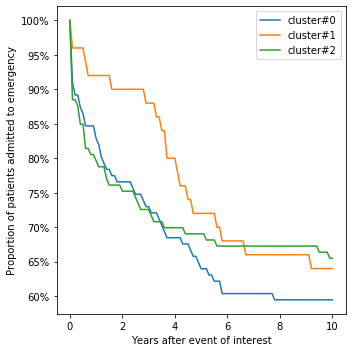 cluster#0
cluster#1
cluster#2
Proportion of patients admitted to emergency
100%
95%
90%
85%
80%
75%
70%
65%
60%
0 2 4 6 8 10
Years after event of interest